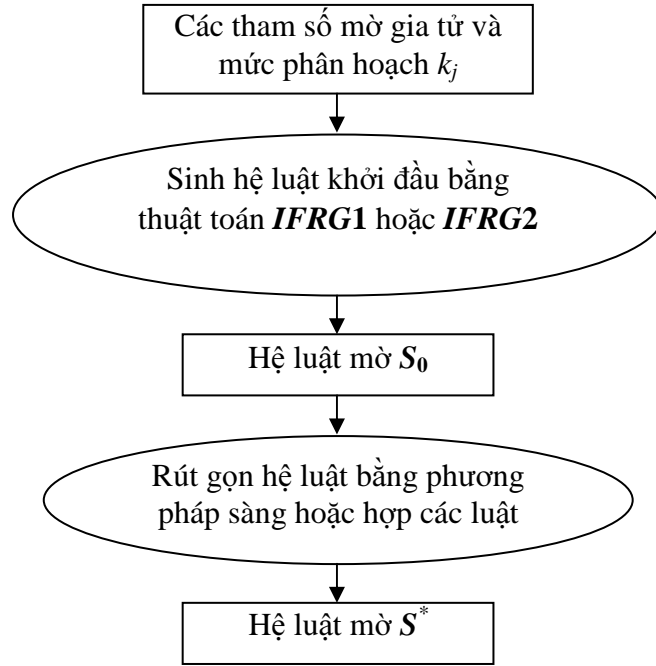 Các tham số mờ gia tử và
mức phân hoạch k_j
Sinh hệ luật khởi đầu bằng
thuật toán IFRG1 hoặc IFRG2
Hệ luật mờ S_0
Rút gọn hệ luật bằng phương
pháp sàng hoặc hợp các luật
Hệ luật mờ S^*